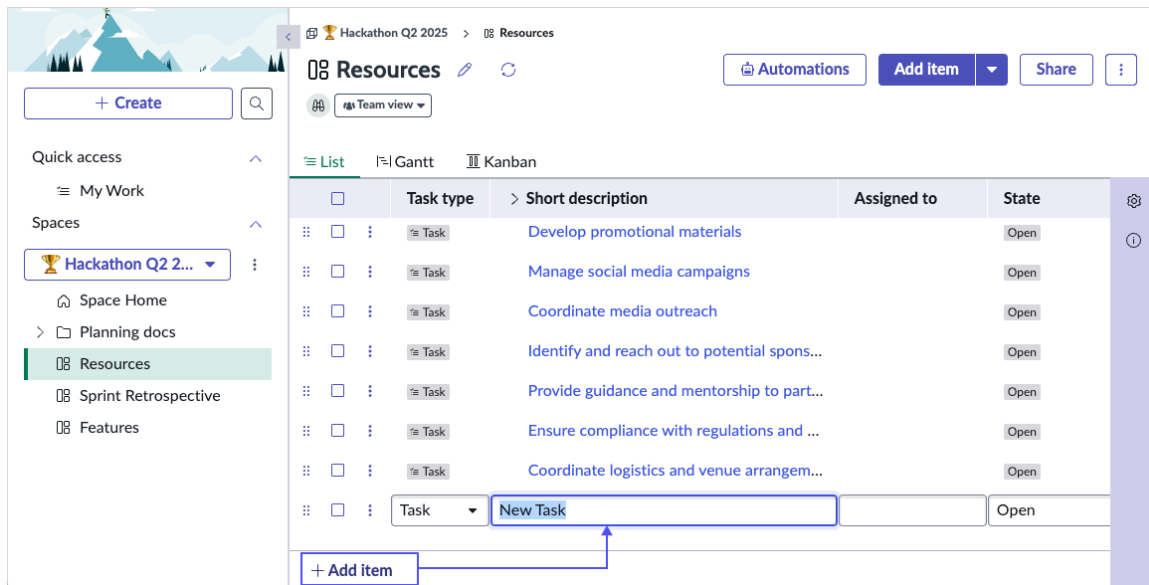 Hackathon Q2 2025 > Resources
Resources
Automations
Add item
Share
Team view
+ Create
Quick access
My Work
Spaces
Hackathon Q2 2...
Space Home
Planning docs
Resources
Sprint Retrospective
Features
List Gantt Kanban
Task type > Short description Assigned to State
Task Develop promotional materials Open
Task Manage social media campaigns Open
Task Coordinate media outreach Open
Task Identify and reach out to potential spons... Open
Task Provide guidance and mentorship to part... Open
Task Ensure compliance with regulations and ... Open
Task Coordinate logistics and venue arrangem... Open
Task New Task Open
+ Add item